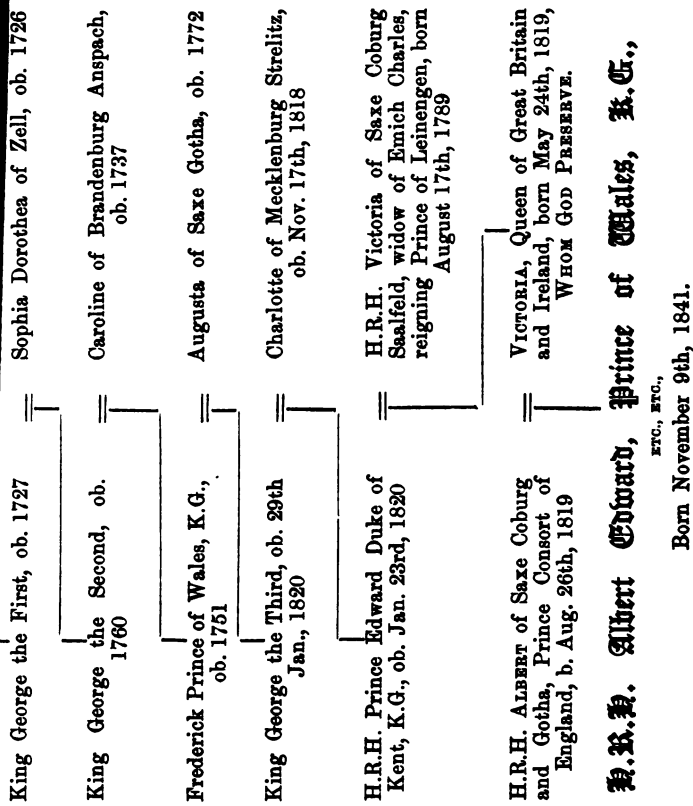 King George the First, ob. 1727
Sophia Dorothea of Zell, ob. 1726
King George the Second, ob.
1760
Caroline of Brandenburg Anspach,
ob. 1737
Frederick Prince of Wales, K.G.,
ob. 1751
Augusta of Saxe Gotha, ob. 1772
King George the Third, ob. 29th
Jan., 1820
Charlotte of Mecklenburg Strelitz,
ob. Nov. 17th, 1818
H.R.H. Prince Edward Duke of
Kent, K.G., ob. Jan. 23rd, 1820
H.R.H. Victoria of Saxe Coburg
Saalfeld, widow of Emich Charles,
reigning Prince of Leinengen, born
August 17th, 1789
H.R.H. ALBERT of Saxe Coburg
and Gotha, Prince Consort of
England, b. Aug. 26th, 1819
VICTORIA, Queen of Great Britain
and Ireland, born May 24th, 1819,
WHOM GOD PRESERVE.
H.R.H. Albert Edward, Prince of Wales, K.G.,
ETC., ETC.,
Born November 9th, 1841.